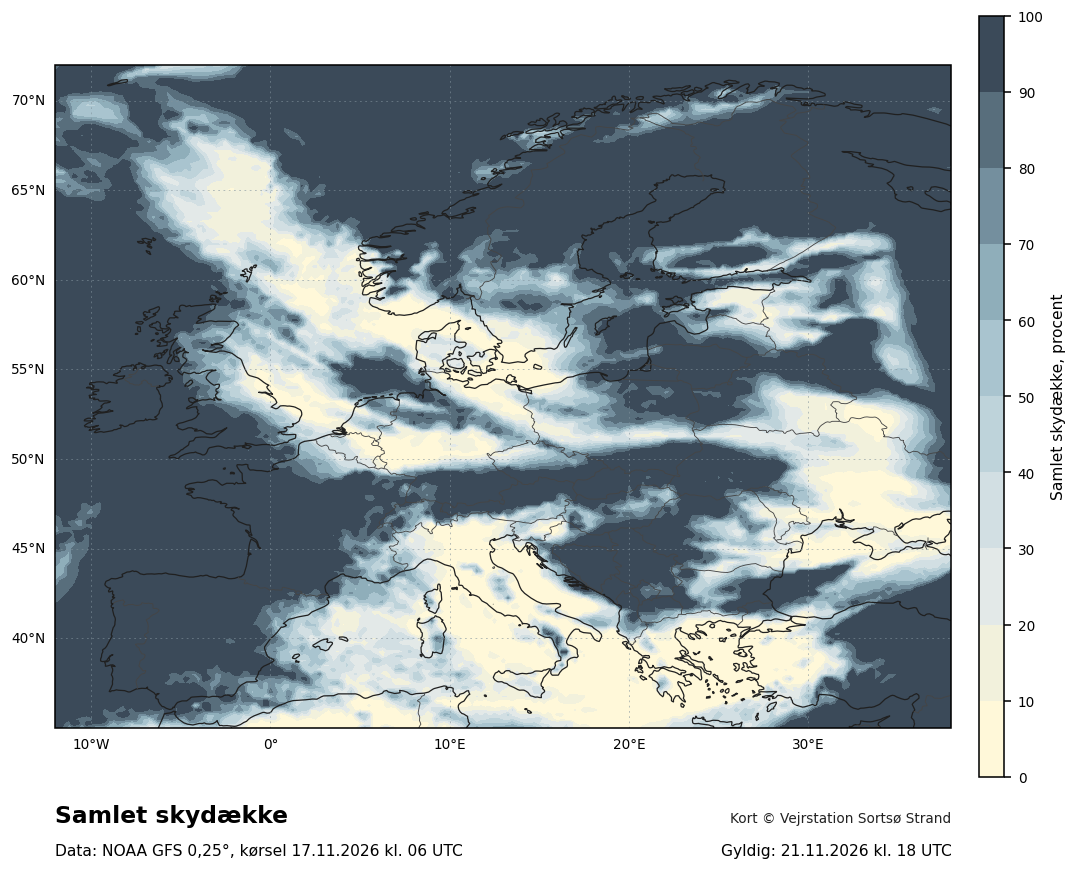 100
90
80
70
60
50
40
30
20
10
0
Samlet skydække, procent
70°N
65°N
60°N
55°N
50°N
45°N
40°N
10°W
0°
10°E
20°E
30°E
Samlet skydække
Kort © Vejrstation Sortsø Strand
Data: NOAA GFS 0,25°, kørsel 17.11.2026 kl. 06 UTC
Gyldig: 21.11.2026 kl. 18 UTC